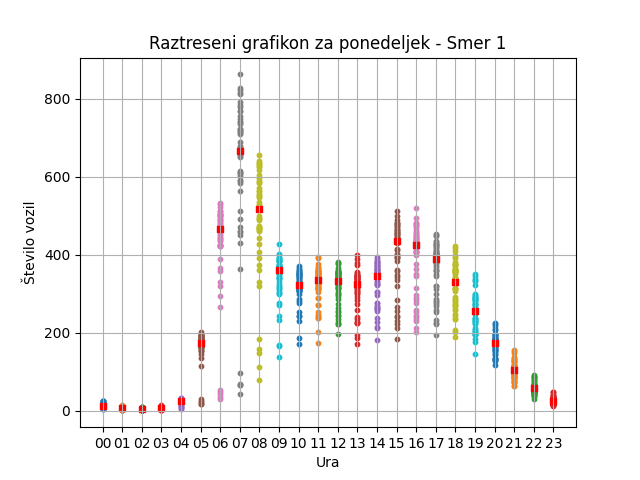 Raztreseni grafikon za ponedeljek - Smer 1
800
600
400
200
0
Število vozil
00 01 02 03 04 05 06 07 08 09 10 11 12 13 14 15 16 17 18 19 20 21 22 23
Ura